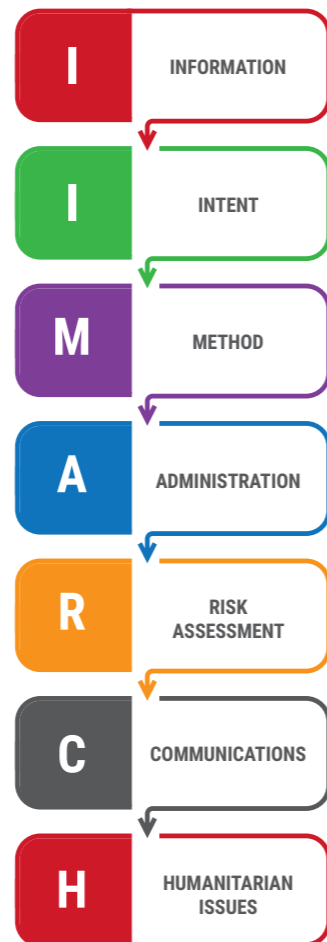 I
INFORMATION
I
INTENT
M
METHOD
A
ADMINISTRATION
R
RISK
ASSESSMENT
C
COMMUNICATIONS
H
HUMANITARIAN
ISSUES